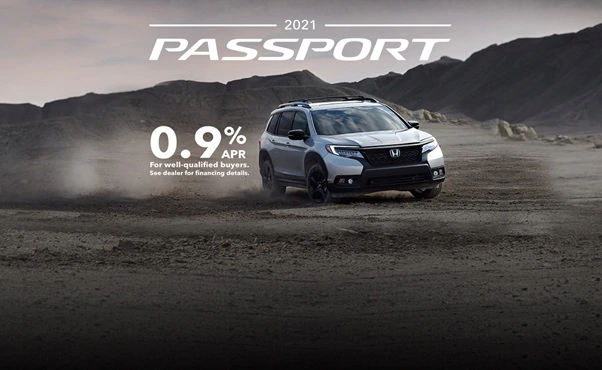 2021
PASSPORT
0.9% APR
For well-qualified buyers.
See dealer for financing details.